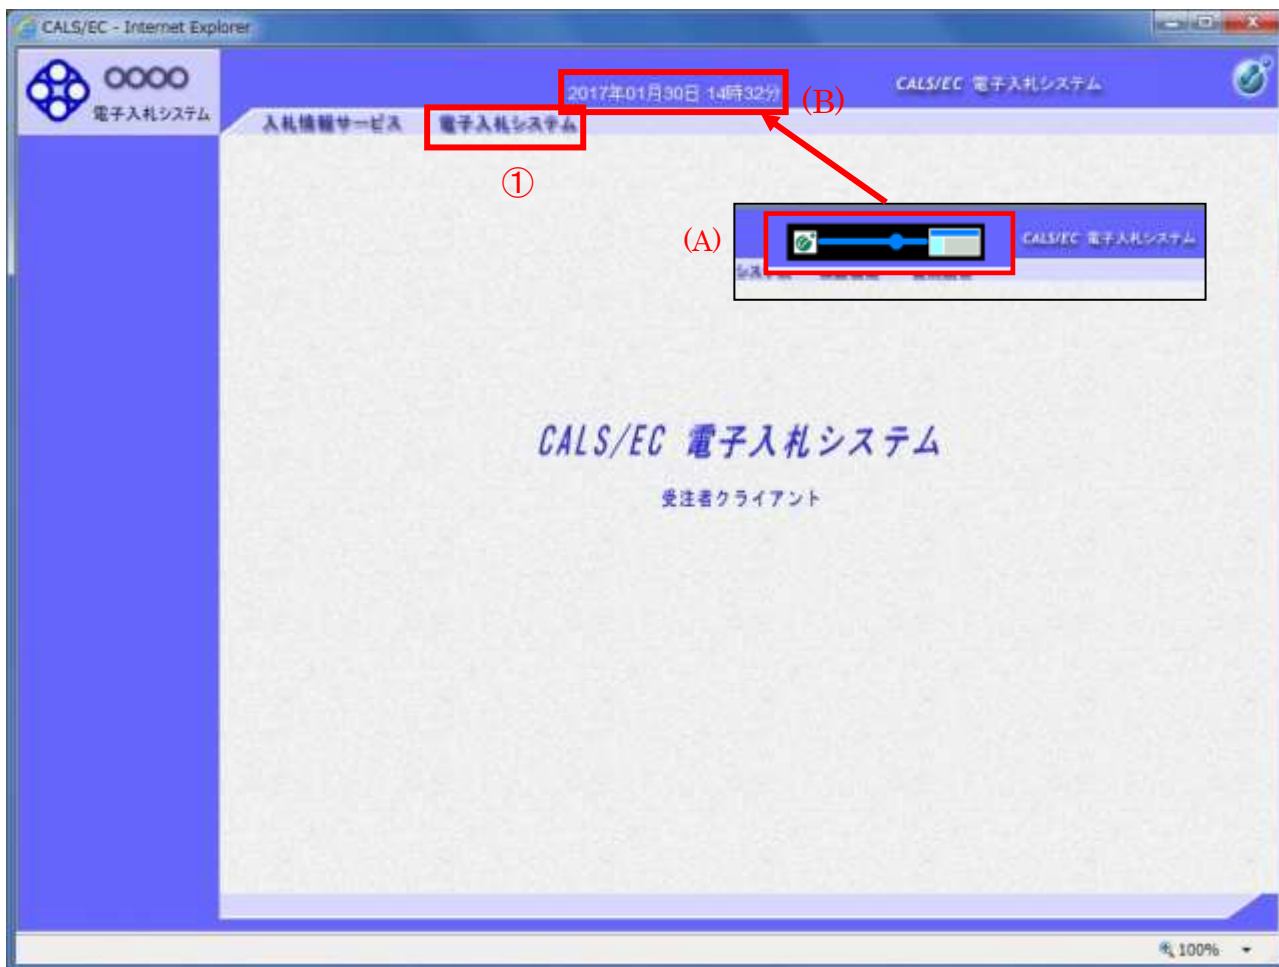 CALS/EC - Internet Explorer
○○○○
電子入札システム
2017年01月30日 14時32分
(B)
CALS/EC 電子入札システム
入札情報サービス
電子入札システム
①
(A)
CALS/EC 電子入札システム
システム
CALS/EC 電子入札システム
受注者クライアント
100%